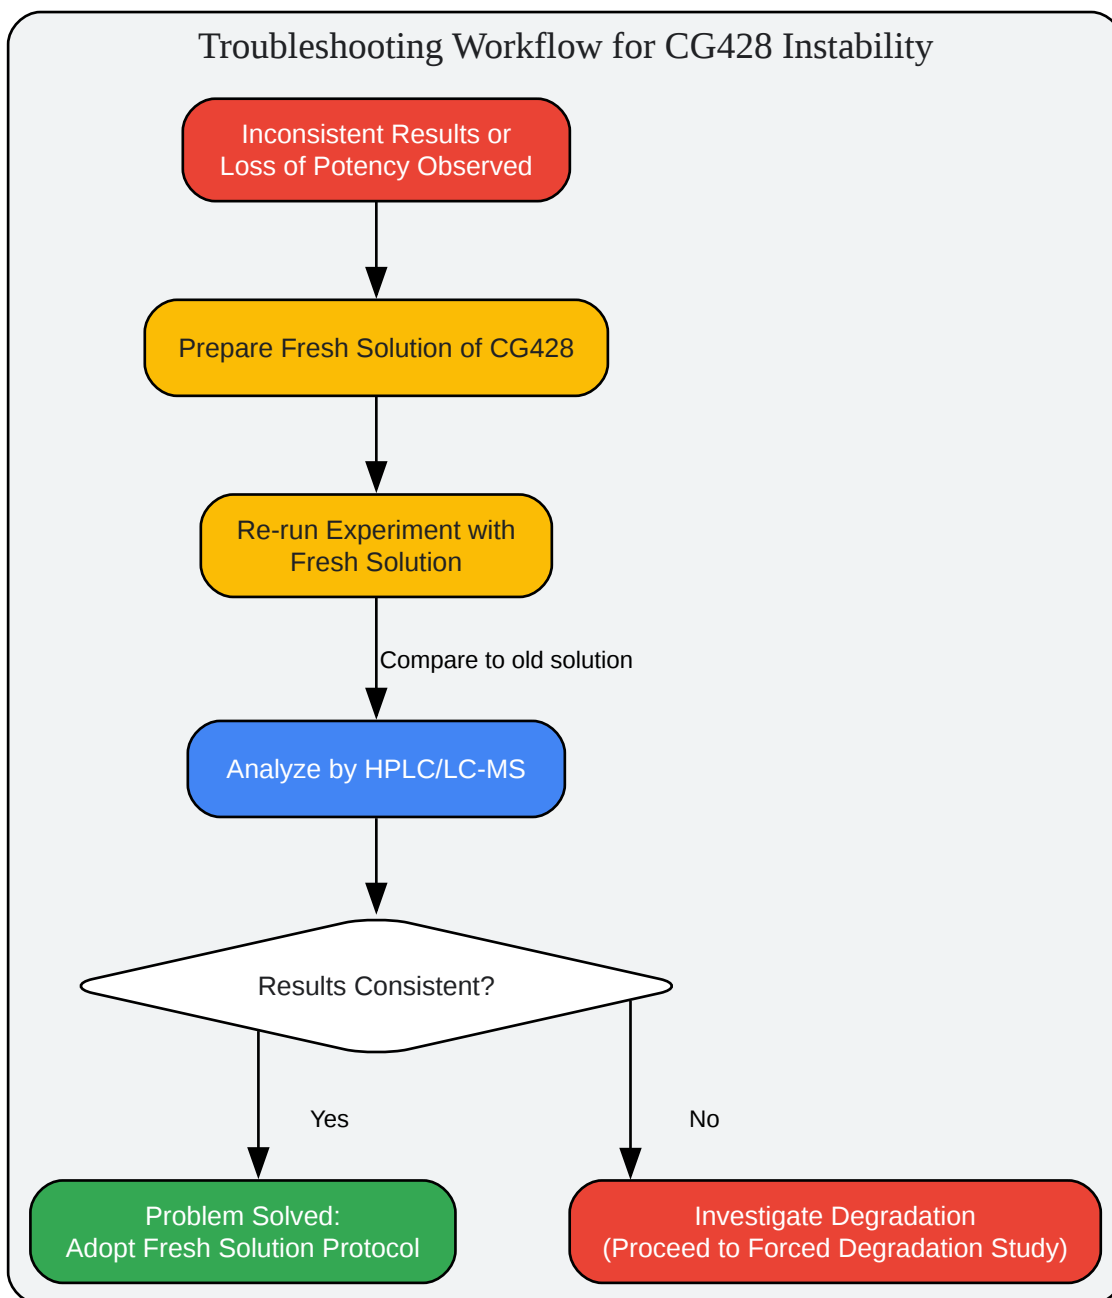 Troubleshooting Workflow for CG428 Instability
Inconsistent Results or
Loss of Potency Observed
Prepare Fresh Solution of CG428
Re-run Experiment with
Fresh Solution
Compare to old solution
Analyze by HPLC/LC-MS
Results Consistent?
Yes
No
Problem Solved:
Adopt Fresh Solution Protocol
Investigate Degradation
(Proceed to Forced Degradation Study)